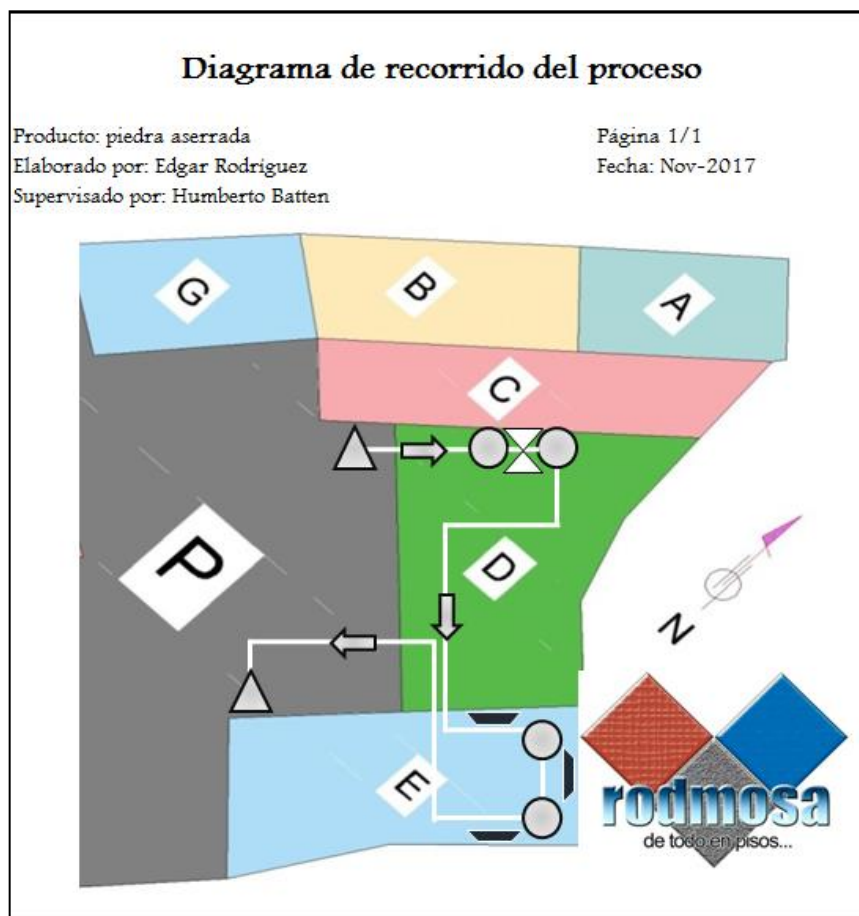 Diagrama de recorrido del proceso
Producto: piedra aserrada
Página 1/1
Elaborado por: Edgar Rodríguez
Fecha: Nov-2017
Supervisado por: Humberto Batten
G
B
A
C
P
D
N
E
rodmosa
de todo en pisos...